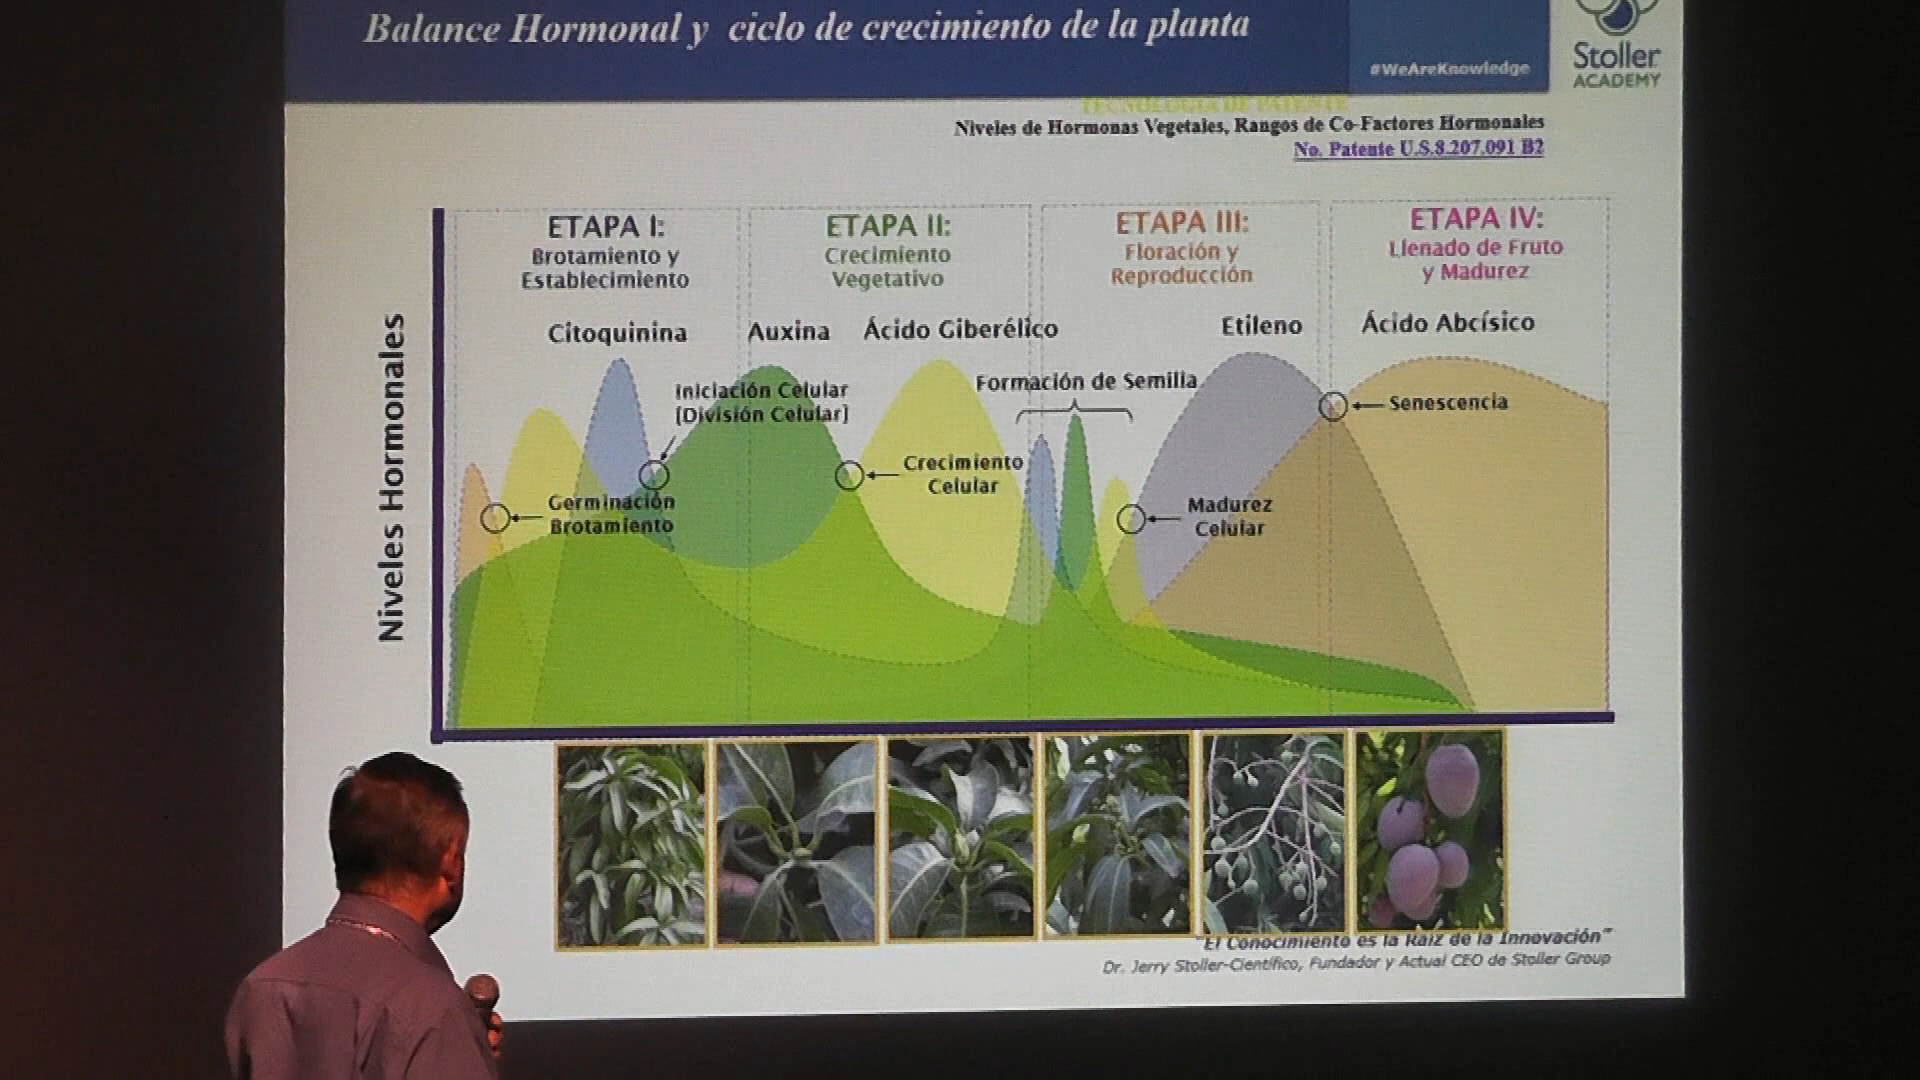 Balance Hormonal y ciclo de crecimiento de la planta
#WeAreKnowledge
Stoller
ACADEMY
TECNOLOGIA DE PATENTE
Niveles de Hormonas Vegetales, Rangos de Co-Factores Hormonales
No. Patente U.S.8.207.091 B2
ETAPA I:
Brotamiento y
Establecimiento
ETAPA II:
Crecimiento
Vegetativo
ETAPA III:
Floración y
Reproducción
ETAPA IV:
Llenado de Fruto
y Madurez
Niveles Hormonales
Citoquinina
Auxina
Ácido Giberélico
Etileno
Ácido Abcísico
Iniciación Celular
[División Celular]
Formación de Semilla
Senescencia
Crecimiento
Celular
Germinación
Brotamiento
Madurez
Celular
"El Conocimiento es la Raíz de la Innovación"
Dr. Jerry Stoller-Científico, Fundador y Actual CEO de Stoller Group